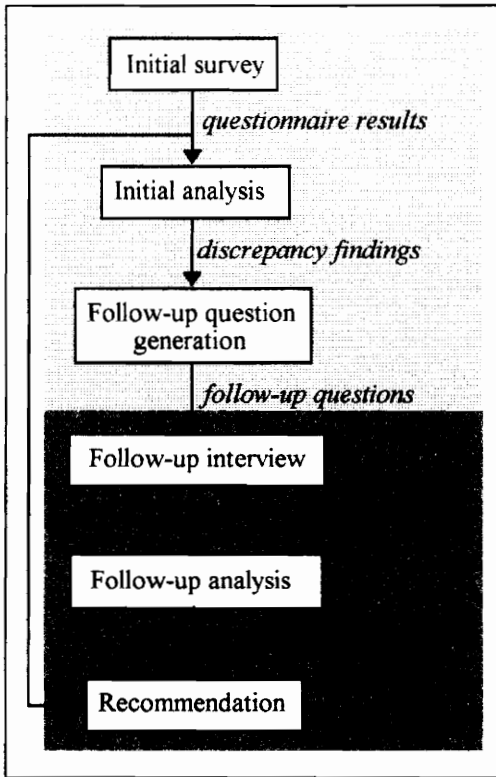 Initial survey
questionnaire results
Initial analysis
discrepancy findings
Follow-up question
generation
follow-up questions
Follow-up interview
Follow-up analysis
Recommendation